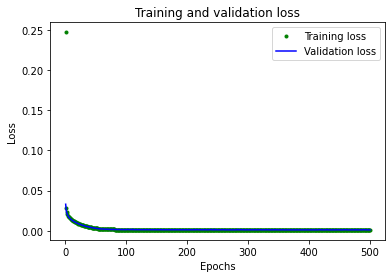 Training and validation loss
Training loss
Validation loss
0.25
0.20
0.15
0.10
0.05
0.00
Loss
0
100
200
300
400
500
Epochs